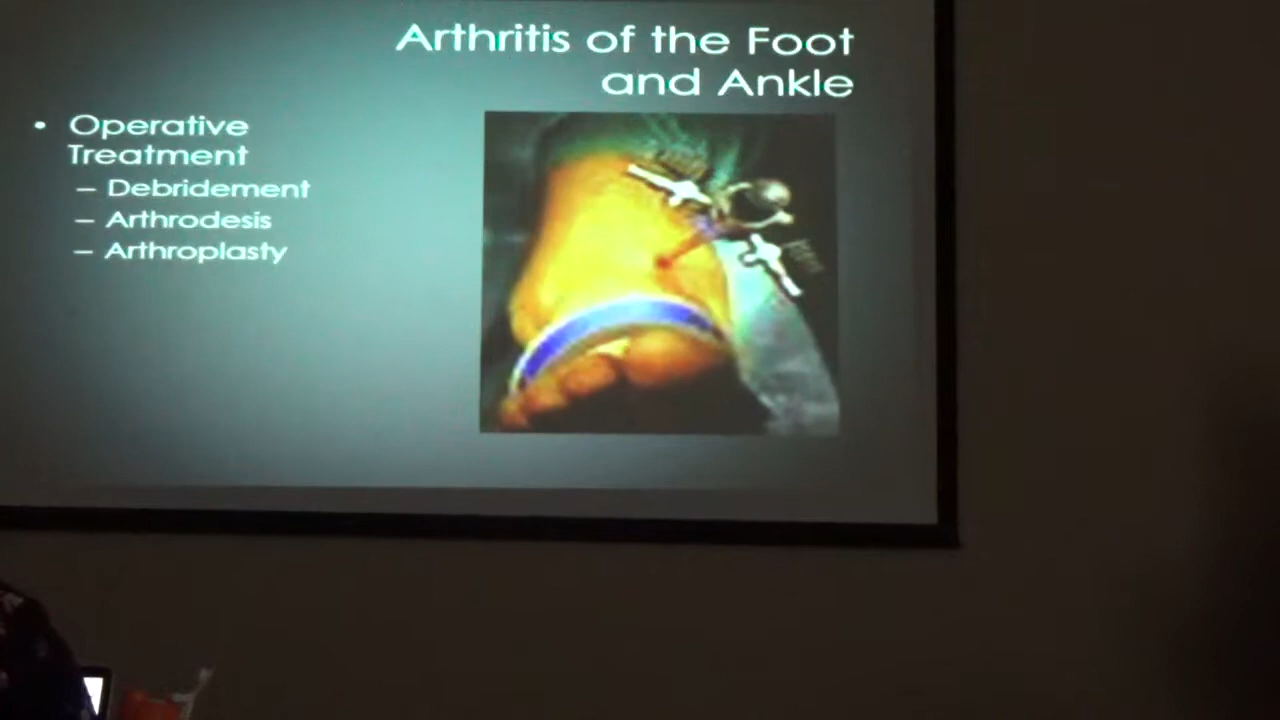 Arthritis of the Foot
and Ankle
• Operative
Treatment
– Debridement
– Arthrodesis
– Arthroplasty